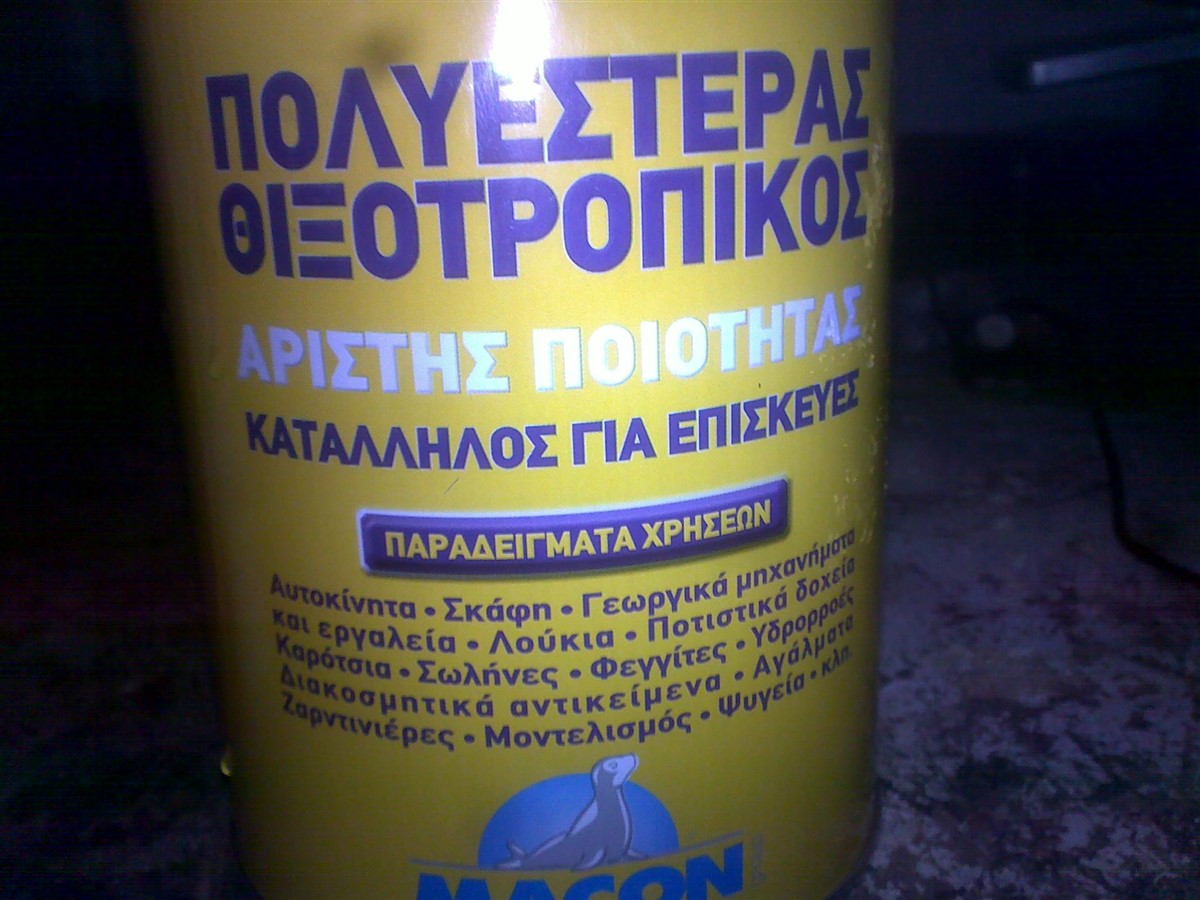 ΠΟΛΥΕΣΤΕΡΑΣ
ΘΙΞΟΤΡΟΠΙΚΟΣ
ΑΡΙΣΤΗΣ ΠΟΙΟΤΗΤΑΣ
ΚΑΤΑΛΛΗΛΟΣ ΓΙΑ ΕΠΙΣΚΕΥΕΣ
ΠΑΡΑΔΕΙΓΜΑΤΑ ΧΡΗΣΕΩΝ
Αυτοκίνητα • Σκάφη • Γεωργικά μηχανήματα
και εργαλεία • Λούκια • Ποτιστικά δοχεία
Καρότσια • Σωλήνες • Φεγγίτες • Υδρορροές
Διακοσμητικά αντικείμενα • Αγάλματα
Ζαρντινιέρες • Μοντελισμός • Ψυγεία • κλπ.
MACON